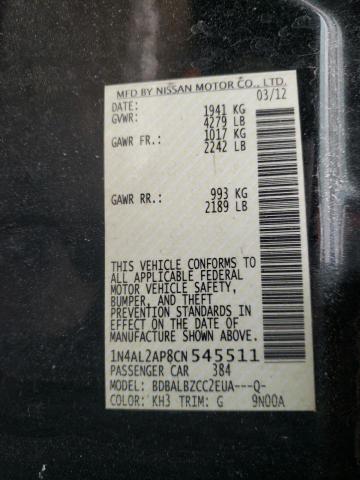 MFD BY NISSAN MOTOR CO., LTD.
DATE: 03/12
GVWR: 1941 KG
4279 LB
GAWR FR.: 1017 KG
2242 LB
GAWR RR.: 993 KG
2189 LB
THIS VEHICLE CONFORMS TO
ALL APPLICABLE FEDERAL
MOTOR VEHICLE SAFETY,
BUMPER, AND THEFT
PREVENTION STANDARDS IN
EFFECT ON THE DATE OF
MANUFACTURE SHOWN ABOVE.
1N4AL2AP8CN545511
PASSENGER CAR 384
MODEL: BDBALBZCC2EUA---Q-
COLOR: KH3 TRIM: G 9N00A